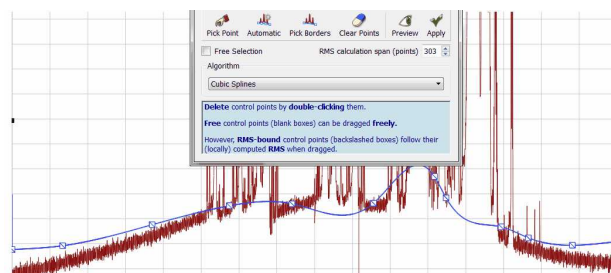 Pick Point Automatic Pick Borders Clear Points Preview Apply
Free Selection RMS calculation span (points) 303
Algorithm
Cubic Splines
Delete control points by double-clicking them.
Free control points (blank boxes) can be dragged freely.
However, RMS-bound control points (backslashed boxes) follow their
(locally) computed RMS when dragged.